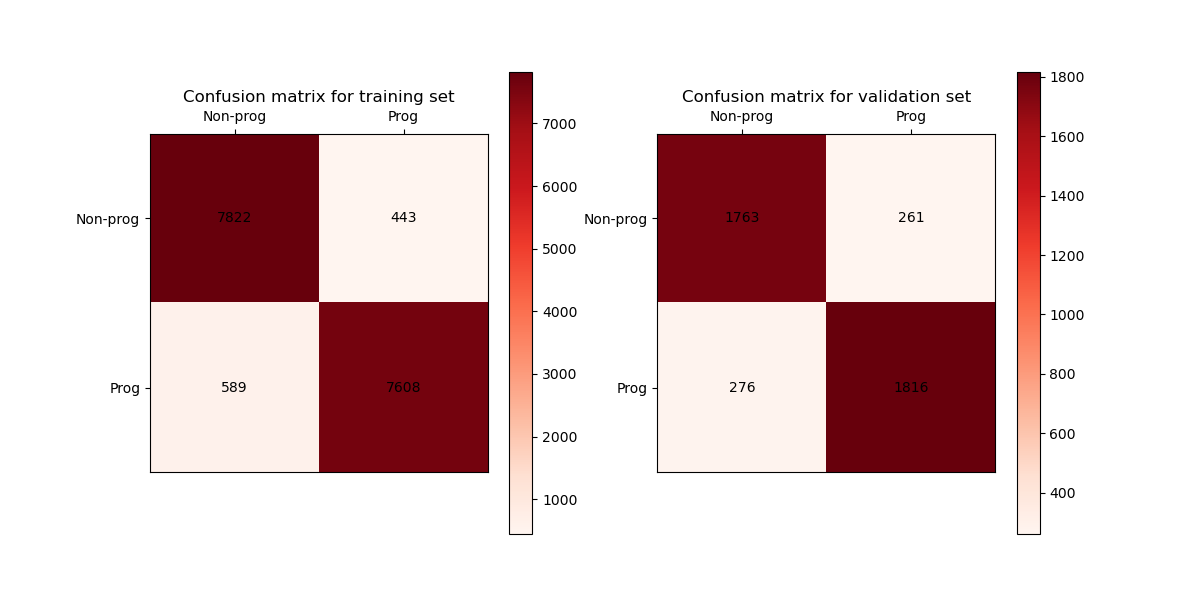 Confusion matrix for training set
Non-prog Prog
Non-prog 7822 443
Prog 589 7608
7000
6000
5000
4000
3000
2000
1000
Confusion matrix for validation set
Non-prog Prog
Non-prog 1763 261
Prog 276 1816
1800
1600
1400
1200
1000
800
600
400